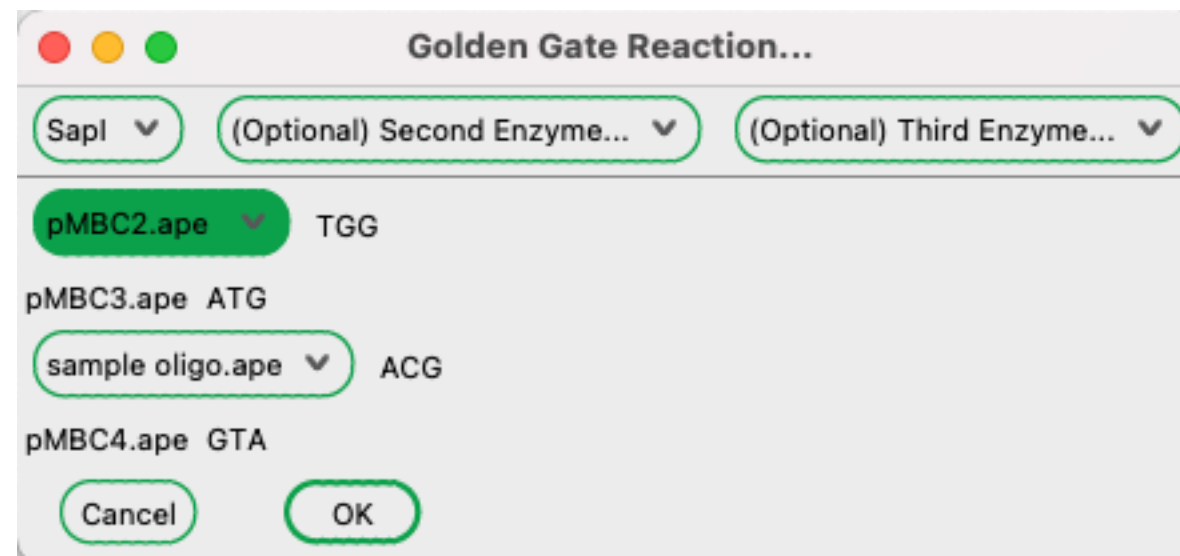 Golden Gate Reaction...
SapI (Optional) Second Enzyme... (Optional) Third Enzyme...
pMBC2.ape TGG
pMBC3.ape ATG
sample oligo.ape ACG
pMBC4.ape GTA
Cancel OK